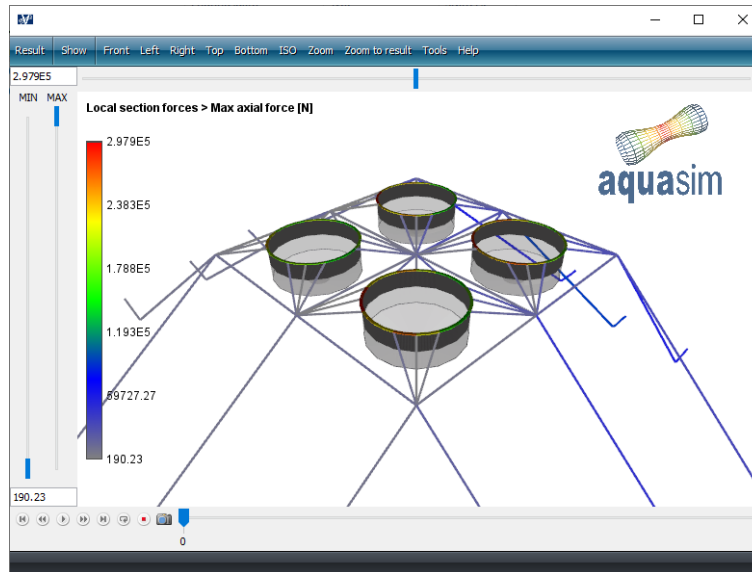 Result Show Front Left Right Top Bottom ISO Zoom Zoom to result Tools Help
2.979E5
MIN MAX
Local section forces > Max axial force [N]
2.979E5
2.383E5
1.788E5
1.193E5
59727.27
190.23
aquasim
190.23
0